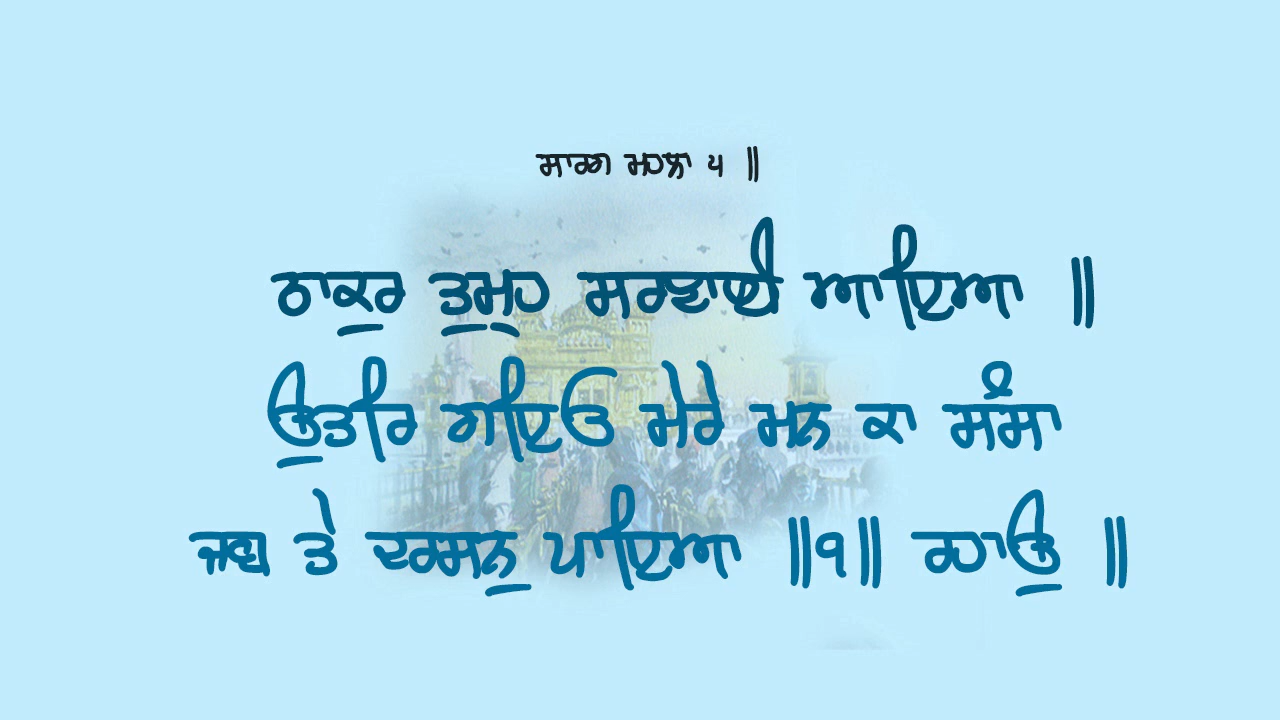 ਸਾਰਗ ਮਹਲਾ ੫ ॥
ਠਾਕੁਰ ਤੁਮ੍ਹ੍ਹ ਸਰਣਾਈ ਆਇਆ ॥
ਉਤਰਿ ਗਇਓ ਮੇਰੇ ਮਨ ਕਾ ਸੰਸਾ
ਜਬ ਤੇ ਦਰਸਨੁ ਪਾਇਆ ॥੧॥ ਰਹਾਉ ॥